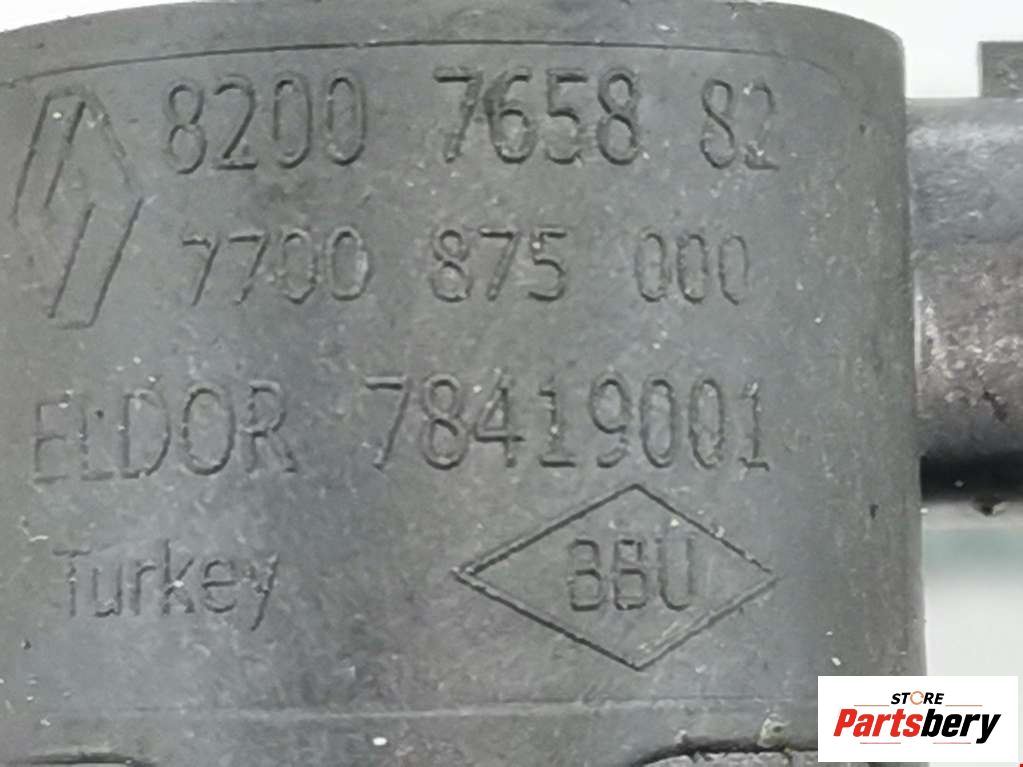 8200 7658 82
7700 875 000
ELDOR 78419001
Turkey
BBU
STORE
Partsbery